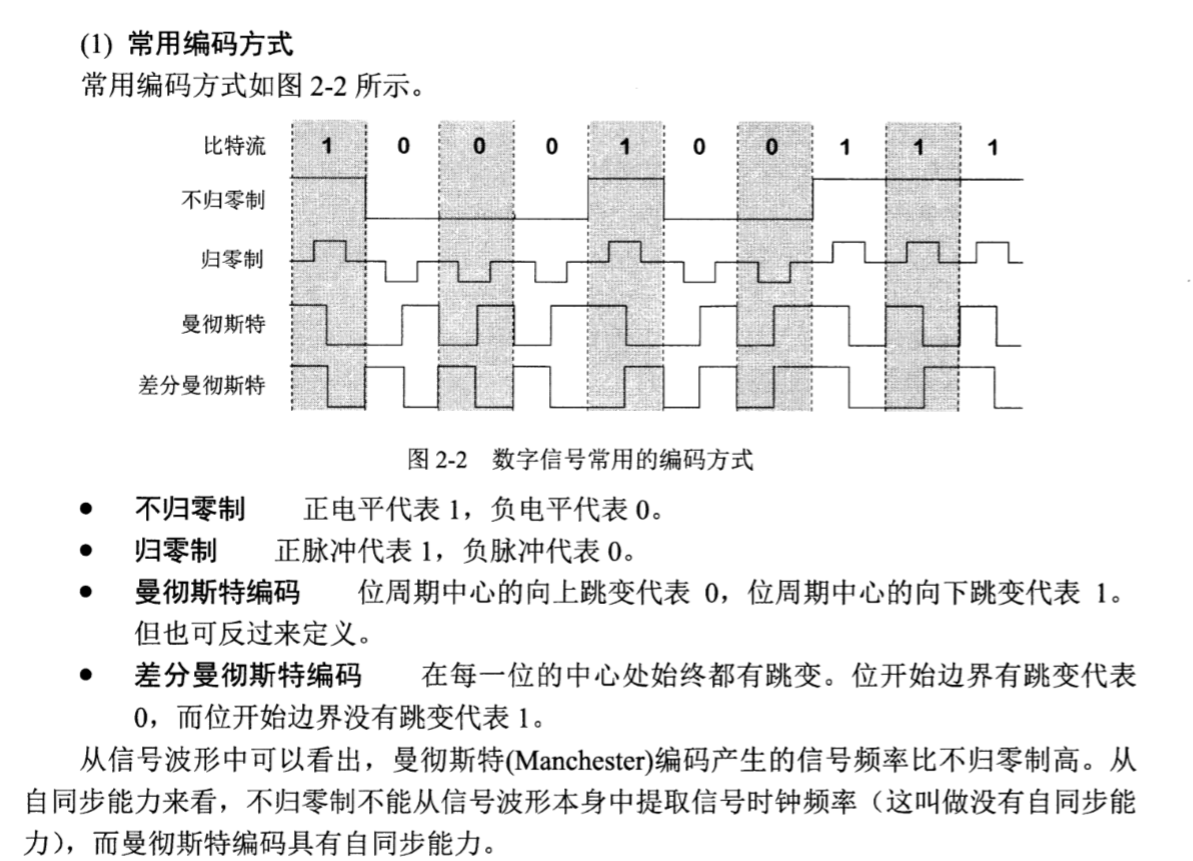 (1) 常用编码方式
常用编码方式如图 2-2 所示。
比特流 1 0 0 0 1 0 0 1 1 1
不归零制
归零制
曼彻斯特
差分曼彻斯特
图 2-2 数字信号常用的编码方式
● 不归零制 正电平代表 1，负电平代表 0。
● 归零制 正脉冲代表 1，负脉冲代表 0。
● 曼彻斯特编码 位周期中心的向上跳变代表 0，位周期中心的向下跳变代表 1。
但也可反过来定义。
● 差分曼彻斯特编码 在每一位的中心处始终都有跳变。位开始边界有跳变代表
0，而位开始边界没有跳变代表 1。
从信号波形中可以看出，曼彻斯特(Manchester)编码产生的信号频率比不归零制高。从
自同步能力来看，不归零制不能从信号波形本身中提取信号时钟频率（这叫做没有自同步能
力），而曼彻斯特编码具有自同步能力。